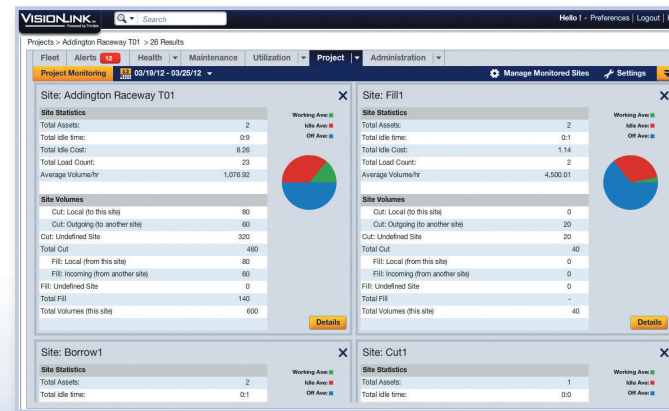 VISIONLINK™ Search Hello ! - Preferences | Logout |
Powered by Trimble
Projects > Addington Raceway T01 > 26 Results
Fleet Alerts 12 Health Maintenance Utilization Project Administration
Project Monitoring 12 03/19/12 - 03/25/12 Manage Monitored Sites Settings
Site: Addington Raceway T01 X
Site Statistics
Total Assets: 2
Total idle time: 0:9
Total Idle Cost: 8.26
Total Load Count: 23
Average Volume/hr 1,076.92
Working Ave:
Idle Ave:
Off Ave:
Site Volumes
Cut: Local (to this site) 80
Cut: Outgoing (to another site) 60
Cut: Undefined Site 320
Total Cut 460
Fill: Local (from this site) 80
Fill: Incoming (from another site) 60
Fill: Undefined Site 0
Total Fill 140
Total Volumes (this site) 600
Details
Site: Fill1 X
Site Statistics
Total Assets: 2
Total idle time: 0:1
Total Idle Cost: 1.14
Total Load Count: 2
Average Volume/hr 4,500.01
Working Ave:
Idle Ave:
Off Ave:
Site Volumes
Cut: Local (to this site) 0
Cut: Outgoing (to another site) 20
Cut: Undefined Site 20
Total Cut 40
Fill: Local (from this site) 0
Fill: Incoming (from another site) 0
Fill: Undefined Site 0
Total Fill -
Total Volumes (this site) 40
Details
Site: Borrow1 X
Site Statistics
Total Assets: 2
Total idle time: 0:1
Working Ave:
Idle Ave:
Off Ave:
Site: Cut1 X
Site Statistics
Total Assets: 1
Total idle time: 0:0
Working Ave:
Idle Ave:
Off Ave: